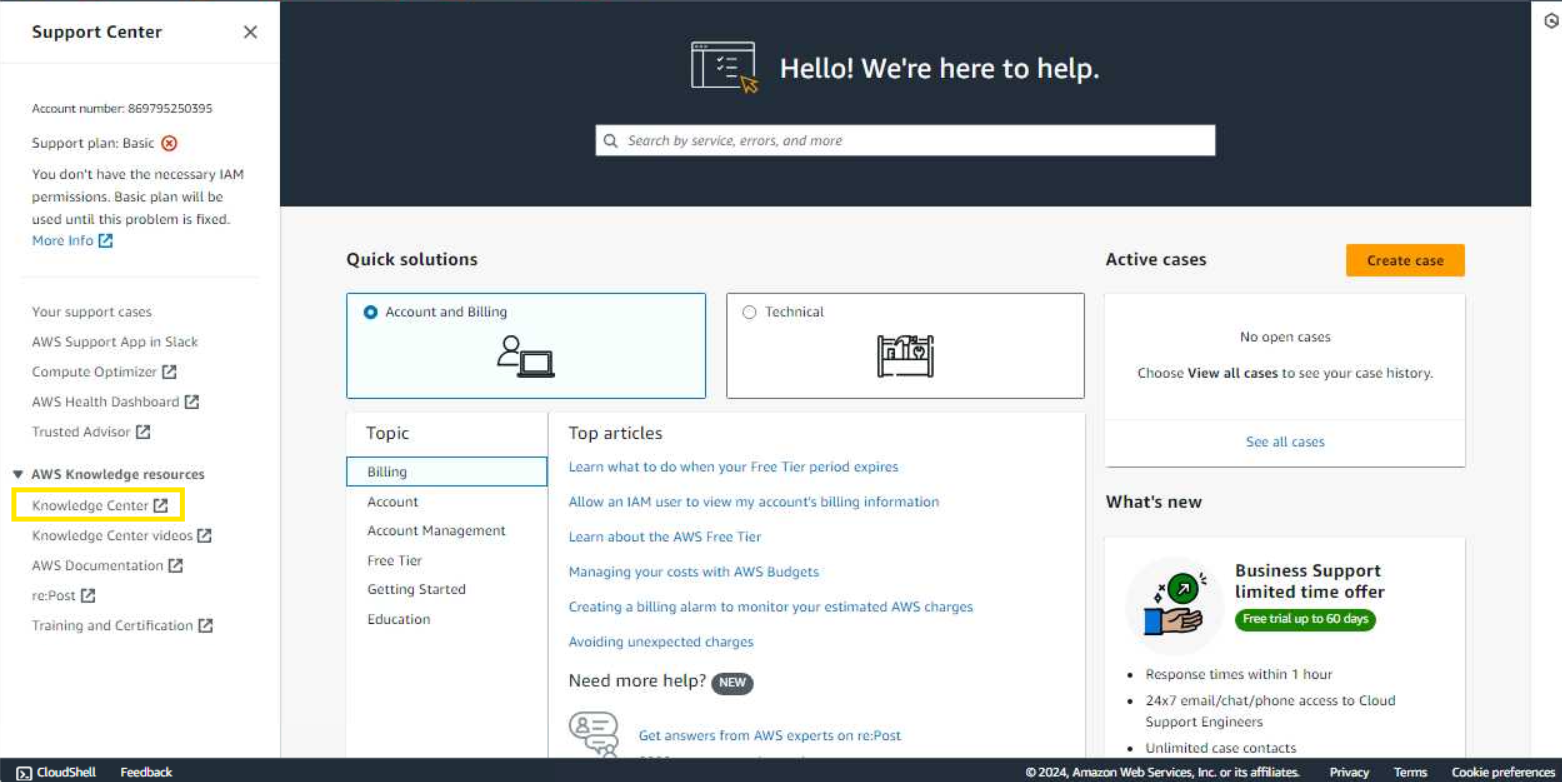 Support Center
Account number: 869795250395
Support plan: Basic
You don't have the necessary IAM
permissions. Basic plan will be
used until this problem is fixed.
More Info
Your support cases
AWS Support App in Slack
Compute Optimizer
AWS Health Dashboard
Trusted Advisor
AWS Knowledge resources
Knowledge Center
Knowledge Center videos
AWS Documentation
re:Post
Training and Certification
Hello! We're here to help.
Search by service, errors, and more
Quick solutions
Account and Billing
Technical
Topic
Billing
Account
Account Management
Free Tier
Getting Started
Education
Top articles
Learn what to do when your Free Tier period expires
Allow an IAM user to view my account's billing information
Learn about the AWS Free Tier
Managing your costs with AWS Budgets
Creating a billing alarm to monitor your estimated AWS charges
Avoiding unexpected charges
Need more help? NEW
Get answers from AWS experts on re:Post
Active cases
Create case
No open cases
Choose View all cases to see your case history.
See all cases
What's new
Business Support
limited time offer
Free trial up to 60 days
• Response times within 1 hour
• 24x7 email/chat/phone access to Cloud
Support Engineers
• Unlimited case contacts
CloudShell Feedback
© 2024, Amazon Web Services, Inc. or its affiliates. Privacy Terms Cookie preferences